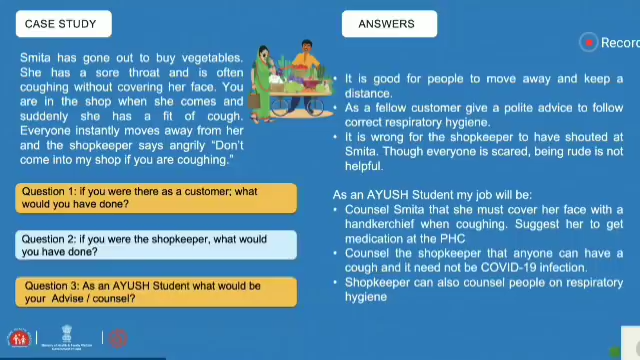 CASE STUDY
Smita has gone out to buy vegetables.
She has a sore throat and is often
coughing without covering her face. You
are in the shop when she comes and
suddenly she has a fit of cough.
Everyone instantly moves away from her
and the shopkeeper says angrily “Don't
come into my shop if you are coughing.”
Question 1: if you were there as a customer; what
would you have done?
Question 2: if you were the shopkeeper, what would
you have done?
Question 3: As an AYUSH Student what would be
your Advise / counsel?
ANSWERS
Record
• It is good for people to move away and keep a
distance.
• As a fellow customer give a polite advice to follow
correct respiratory hygiene.
• It is wrong for the shopkeeper to have shouted at
Smita. Though everyone is scared, being rude is not
helpful.
As an AYUSH Student my job will be:
• Counsel Smita that she must cover her face with a
handkerchief when coughing. Suggest her to get
medication at the PHC
• Counsel the shopkeeper that anyone can have a
cough and it need not be COVID-19 infection.
• Shopkeeper can also counsel people on respiratory
hygiene